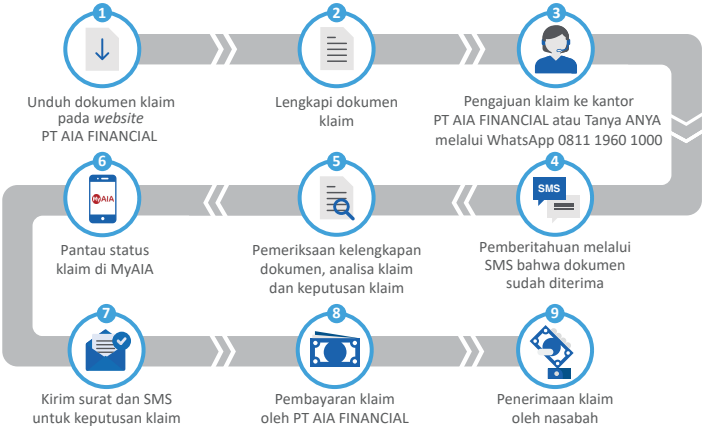 1
Unduh dokumen klaim
pada website
PT AIA FINANCIAL
2
Lengkapi dokumen
klaim
3
Pengajuan klaim ke kantor
PT AIA FINANCIAL atau Tanya ANYA
melalui WhatsApp 0811 1960 1000
4
SMS
Pemberitahuan melalui
SMS bahwa dokumen
sudah diterima
5
Pemeriksaan kelengkapan
dokumen, analisa klaim
dan keputusan klaim
6
MyAIA
Pantau status
klaim di MyAIA
7
Kirim surat dan SMS
untuk keputusan klaim
8
Pembayaran klaim
oleh PT AIA FINANCIAL
9
Penerimaan klaim
oleh nasabah